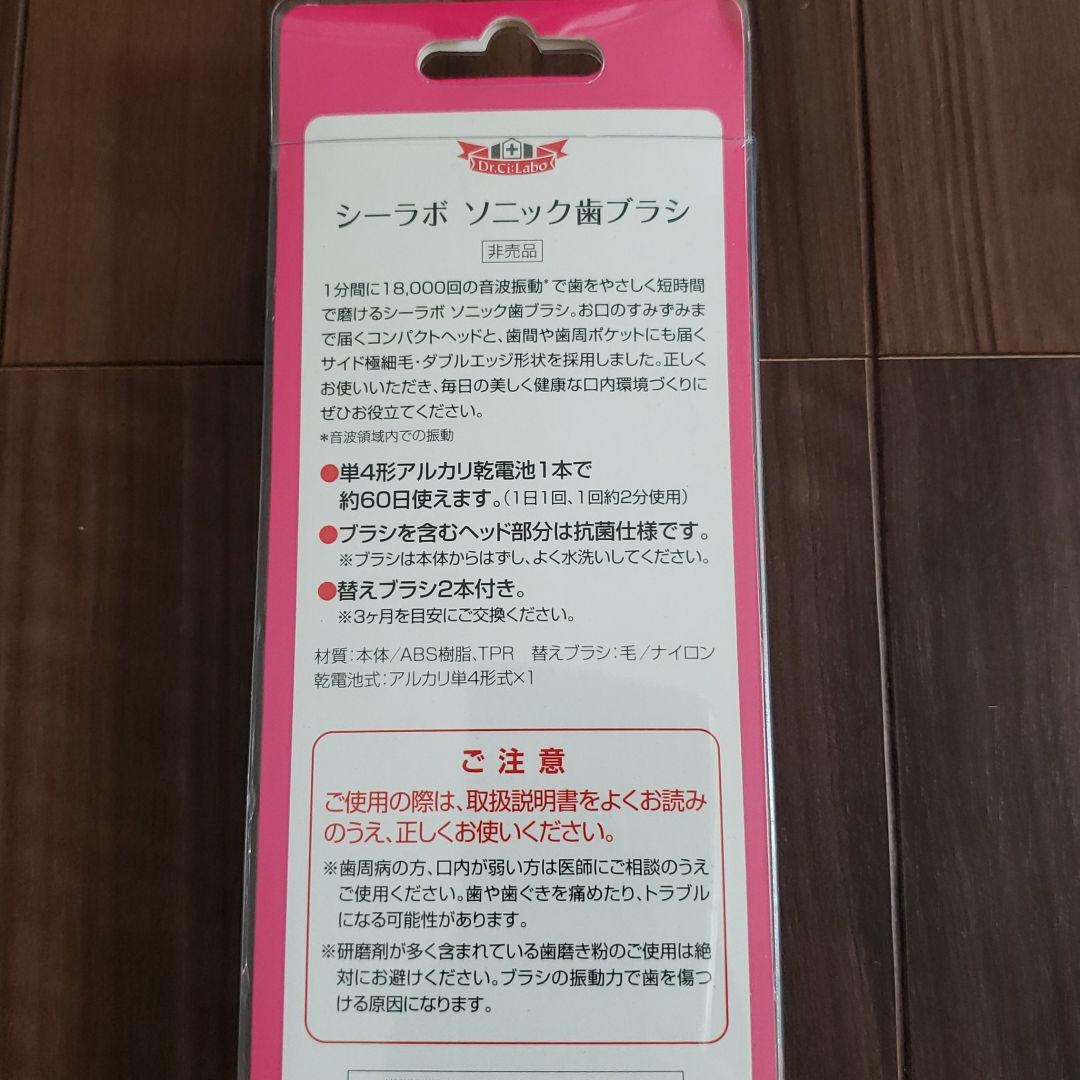 Dr.Ci:Labo
シーラボ ソニック歯ブラシ
非売品
1分間に18,000回の音波振動*で歯をやさしく短時間
で磨けるシーラボ ソニック歯ブラシ。お口のすみずみま
で届くコンパクトヘッドと、歯間や歯周ポケットにも届く
サイド極細毛・ダブルエッジ形状を採用しました。正しく
お使いいただき、毎日の美しく健康な口内環境づくりに
ぜひお役立てください。
*音波領域内での振動
●単4形アルカリ乾電池1本で
約60日使えます。(1日1回、1回約2分使用)
●ブラシを含むヘッド部分は抗菌仕様です。
※ブラシは本体からはずし、よく水洗いしてください。
●替えブラシ2本付き。
※3ヶ月を目安にご交換ください。
材質:本体/ABS樹脂、TPR 替えブラシ:毛/ナイロン
乾電池式:アルカリ単4形式×1
ご注意
ご使用の際は、取扱説明書をよくお読み
のうえ、正しくお使いください。
※歯周病の方、口内が弱い方は医師にご相談のうえ
ご使用ください。歯や歯ぐきを痛めたり、トラブル
になる可能性があります。
※研磨剤が多く含まれている歯磨き粉のご使用は絶
対にお避けください。ブラシの振動力で歯を傷つ
ける原因になります。